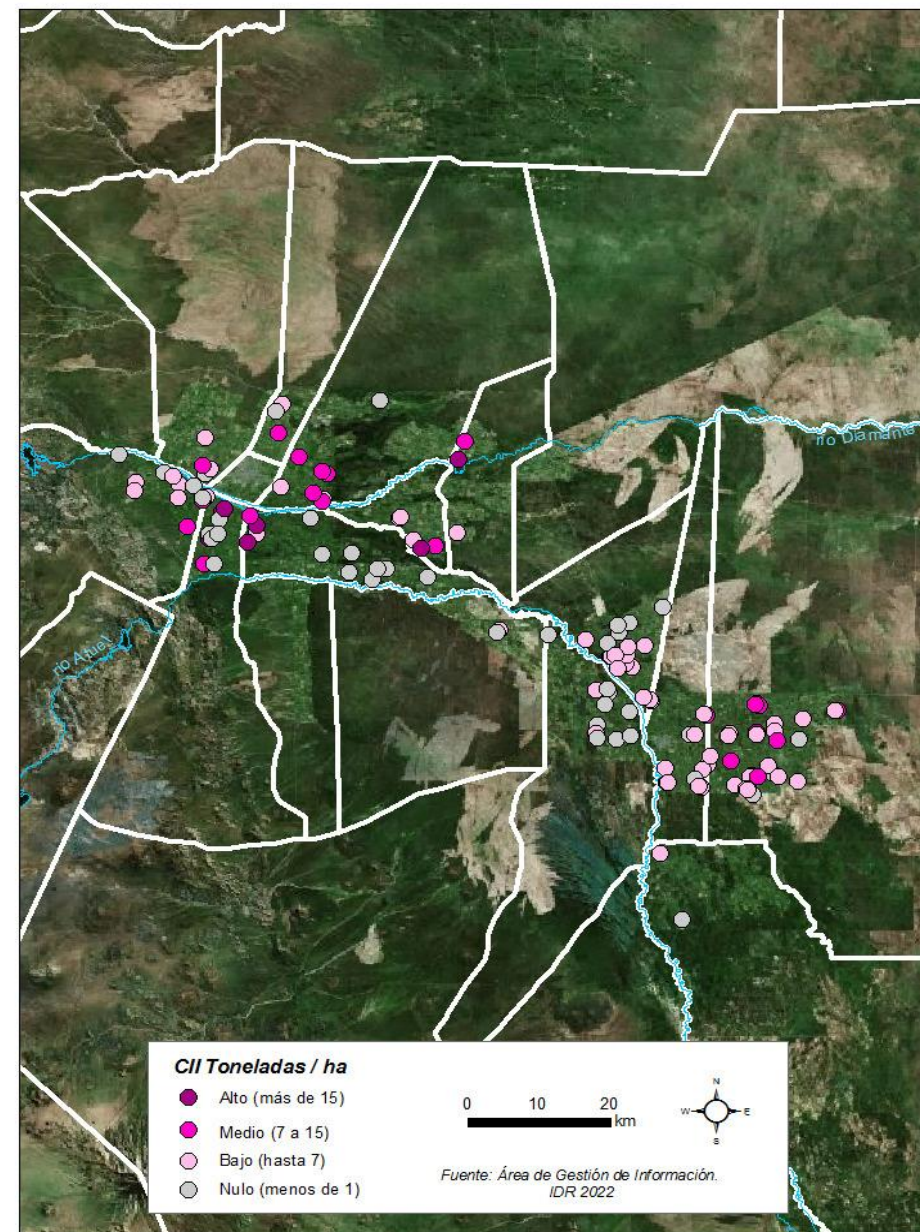 río Diamante
río Atuel
CII Toneladas / ha
Alto (más de 15)
Medio (7 a 15)
Bajo (hasta 7)
Nulo (menos de 1)
0 10 20
km
N
W E
S
Fuente: Área de Gestión de Información.
IDR 2022